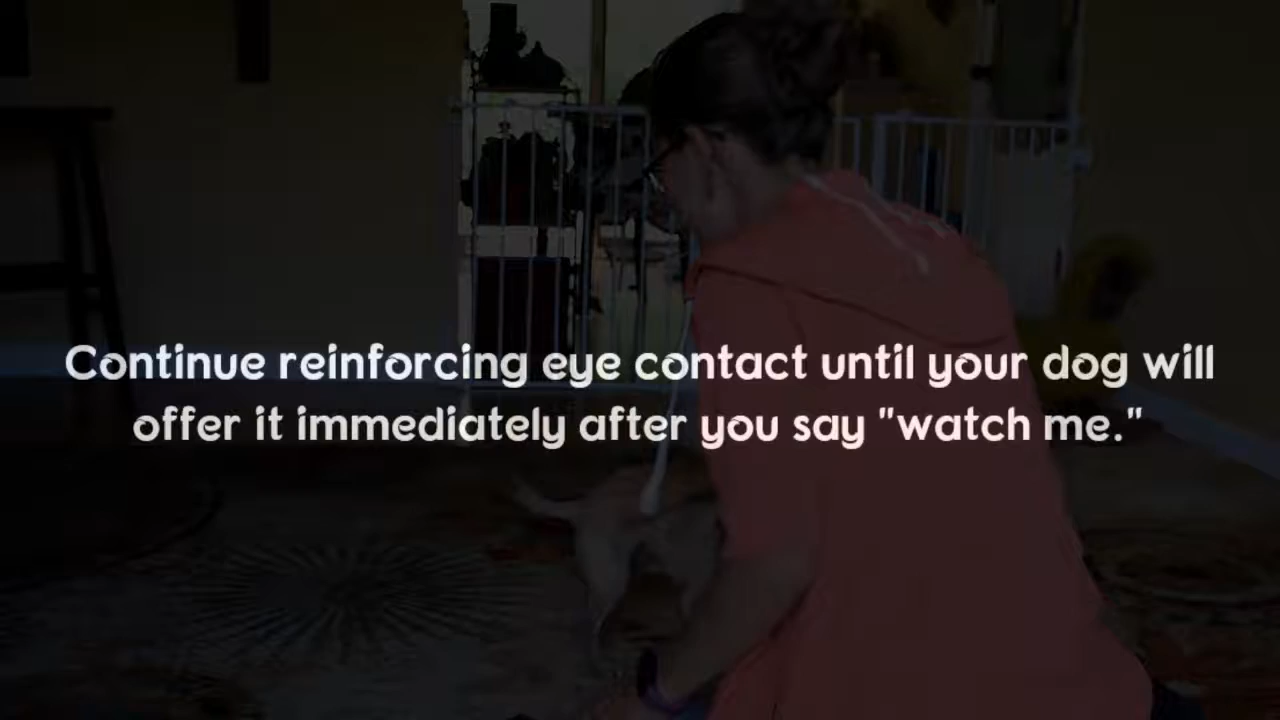 Continue reinforcing eye contact until your dog will
offer it immediately after you say "watch me."